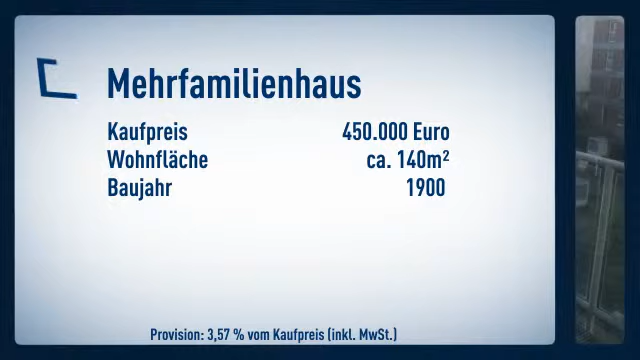 Mehrfamilienhaus
Kaufpreis 450.000 Euro
Wohnfläche ca. 140m²
Baujahr 1900
Provision: 3,57 % vom Kaufpreis (inkl. MwSt.)